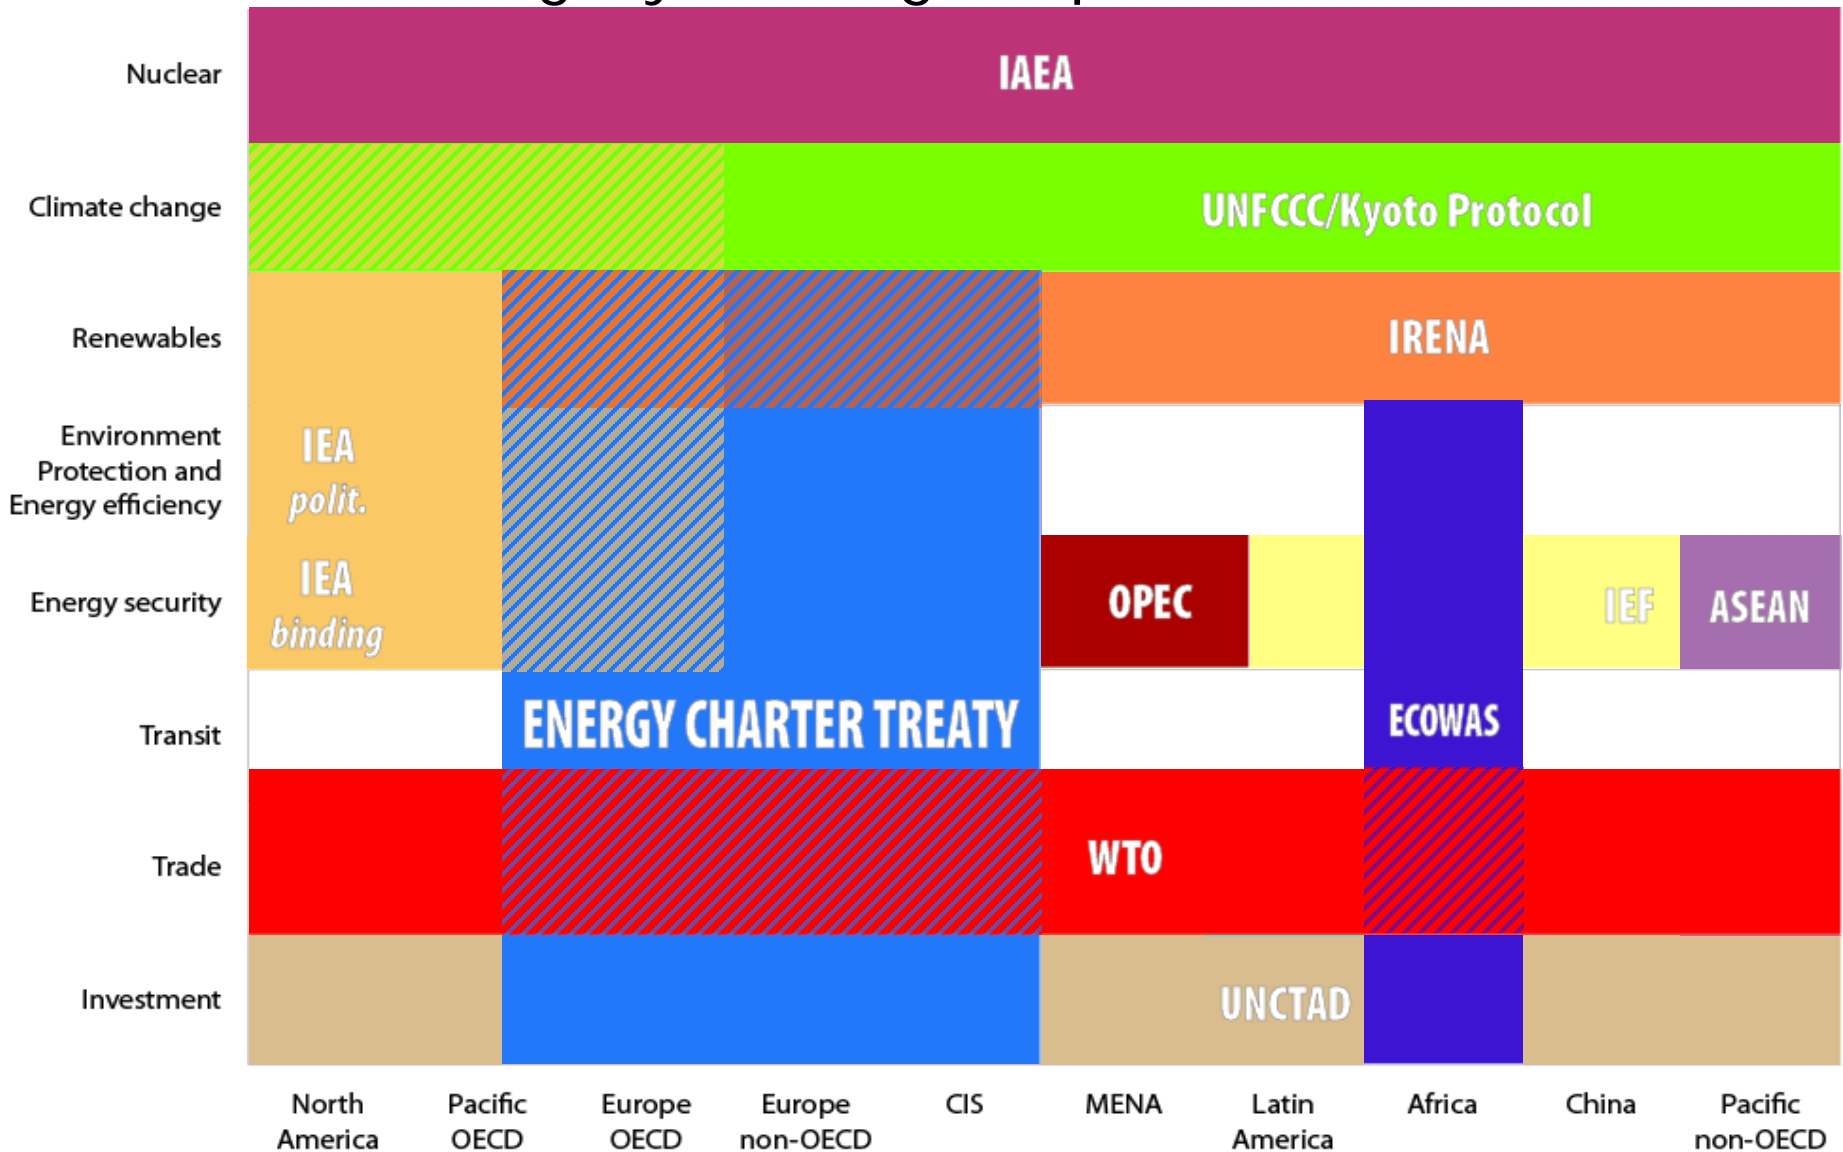 Nuclear
IAEA
Climate change
UNFCCC/Kyoto Protocol
Renewables
IRENA
Environment
Protection and
Energy efficiency
IEA
polit.
Energy security
IEA
binding
OPEC
IEF
ASEAN
Transit
ENERGY CHARTER TREATY
ECOWAS
Trade
WTO
Investment
UNCTAD
North
America
Pacific
OECD
Europe
OECD
Europe
non-OECD
CIS
MENA
Latin
America
Africa
China
Pacific
non-OECD